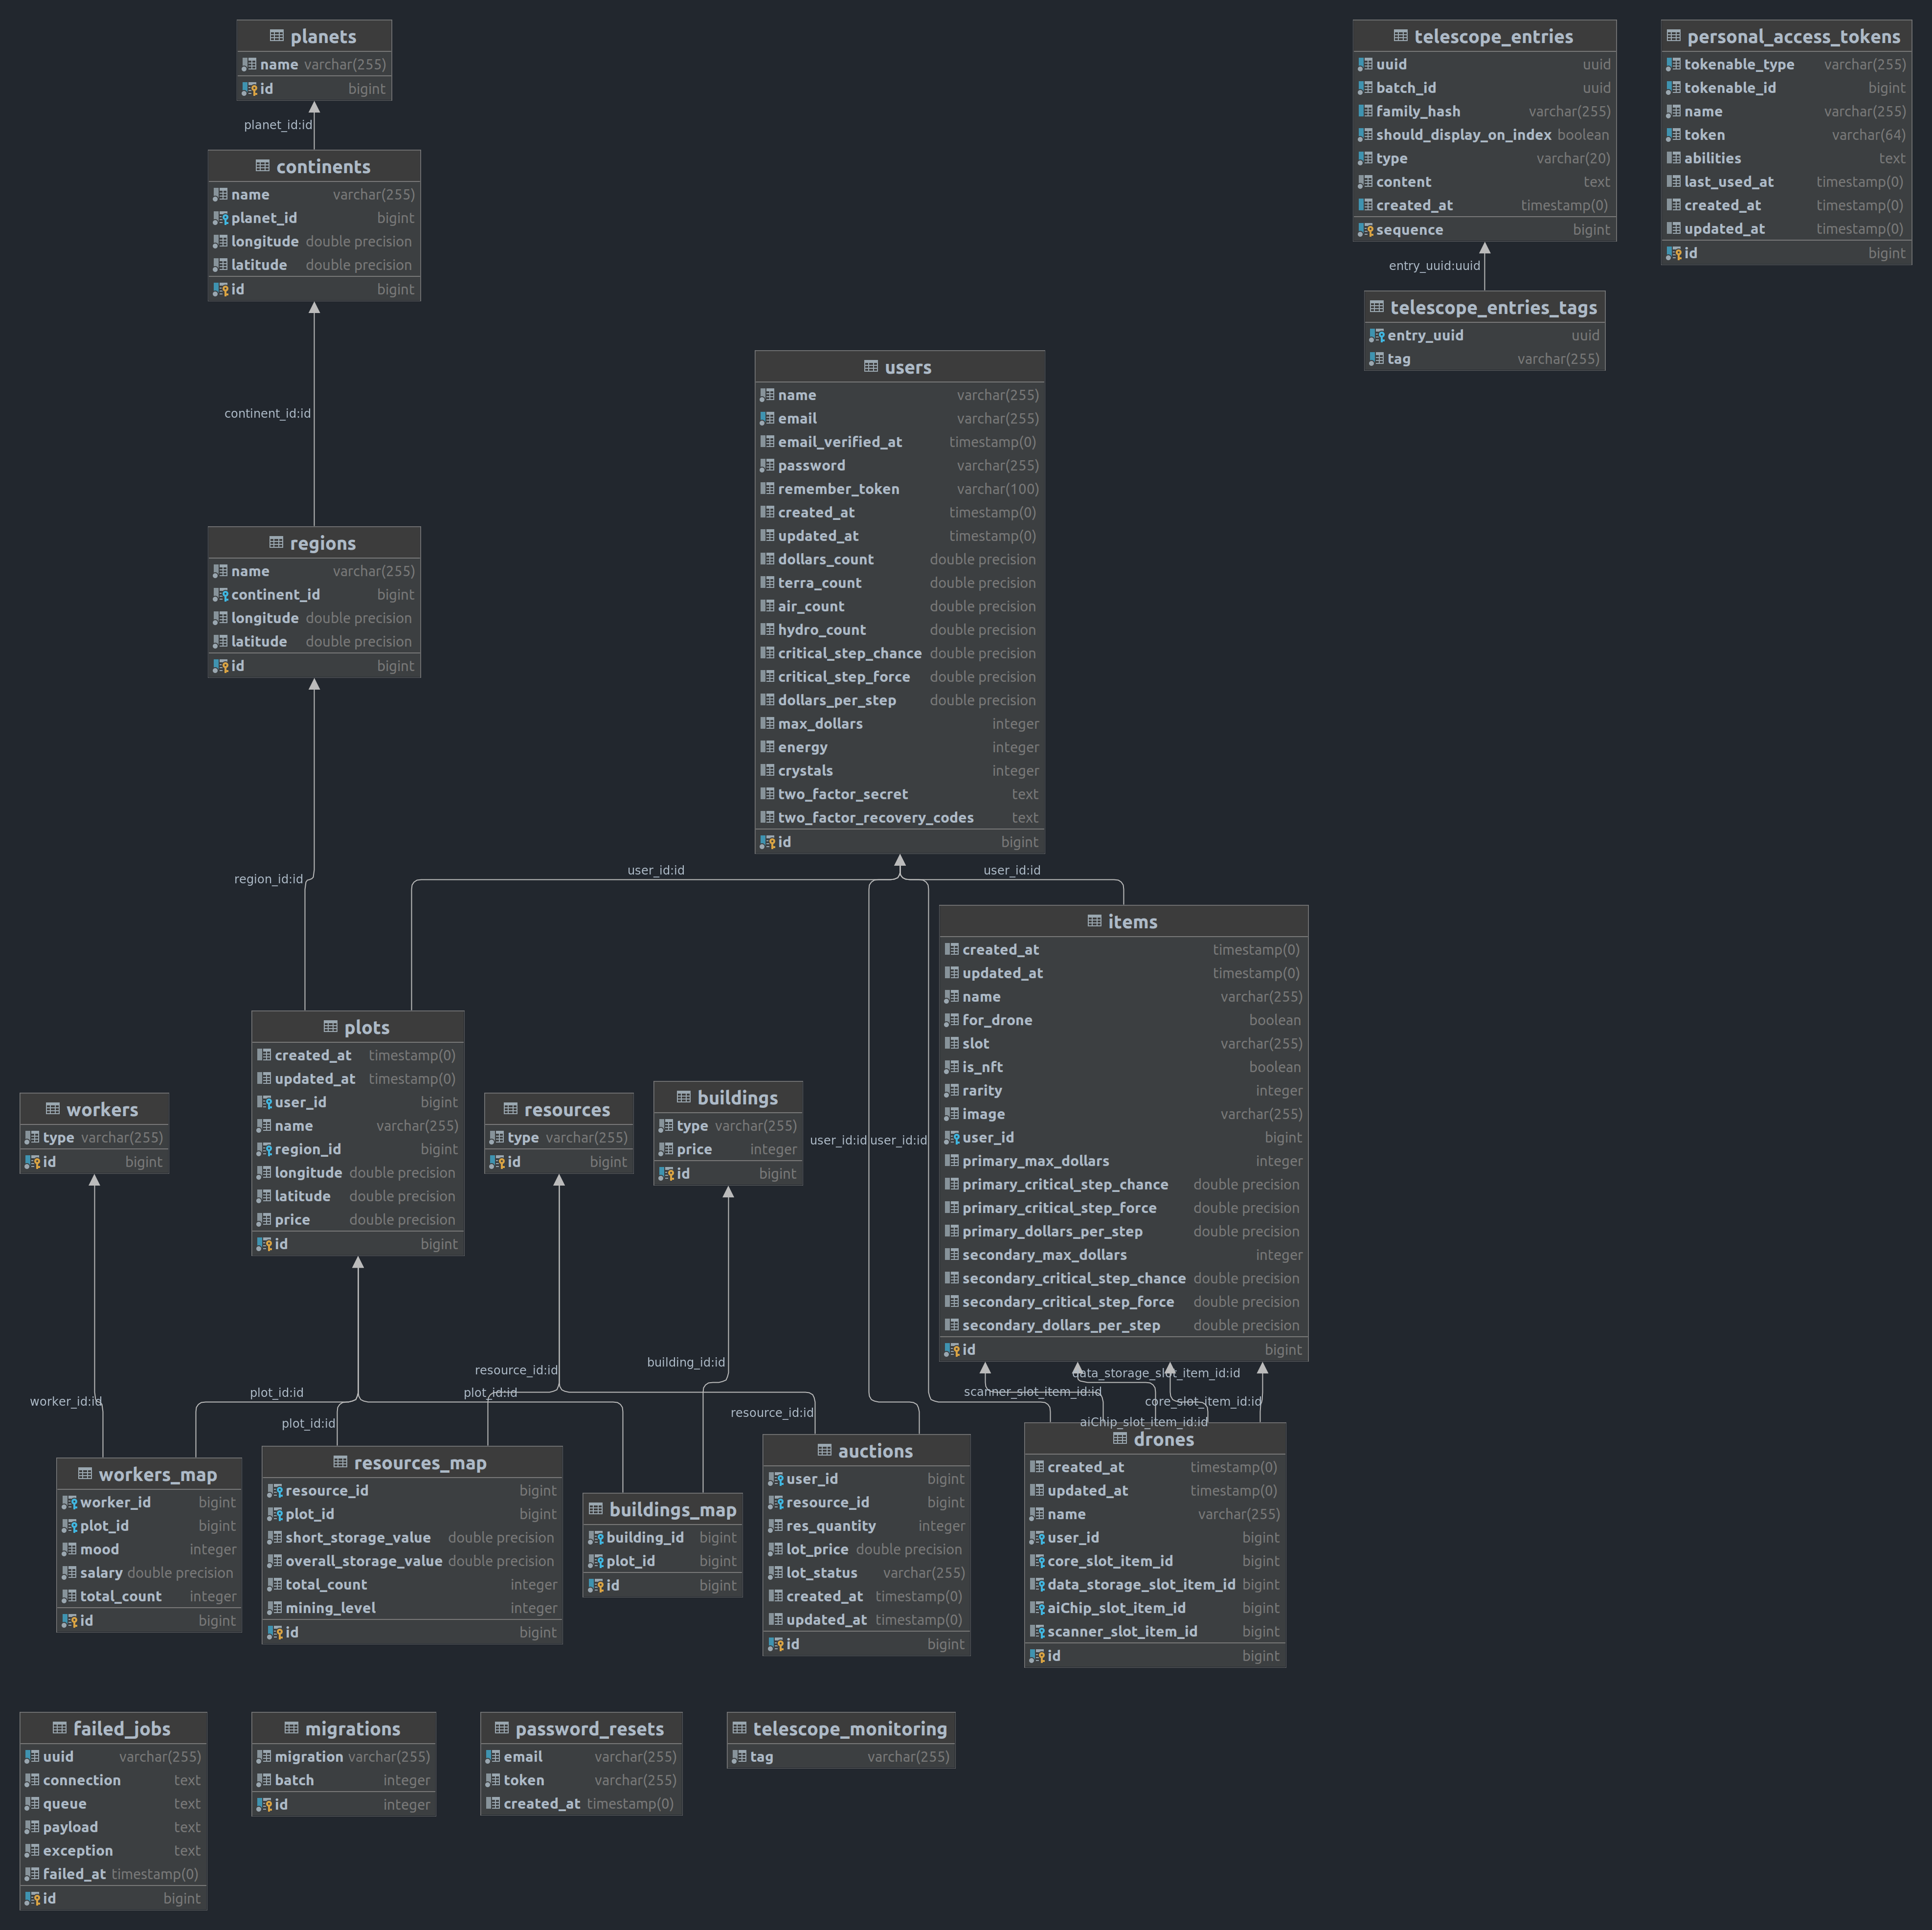 planets
name varchar(255)
id bigint
planet_id:id
continents
name varchar(255)
planet_id bigint
longitude double precision
latitude double precision
id bigint
continent_id:id
regions
name varchar(255)
continent_id bigint
longitude double precision
latitude double precision
id bigint
region_id:id
telescope_entries
uuid uuid
batch_id uuid
family_hash varchar(255)
should_display_on_index boolean
type varchar(20)
content text
created_at timestamp(0)
sequence bigint
entry_uuid:uuid
telescope_entries_tags
entry_uuid uuid
tag varchar(255)
personal_access_tokens
tokenable_type varchar(255)
tokenable_id bigint
name varchar(255)
token varchar(64)
abilities text
last_used_at timestamp(0)
created_at timestamp(0)
updated_at timestamp(0)
id bigint
users
name varchar(255)
email varchar(255)
email_verified_at timestamp(0)
password varchar(255)
remember_token varchar(100)
created_at timestamp(0)
updated_at timestamp(0)
dollars_count double precision
terra_count double precision
air_count double precision
hydro_count double precision
critical_step_chance double precision
critical_step_force double precision
dollars_per_step double precision
max_dollars integer
energy integer
crystals integer
two_factor_secret text
two_factor_recovery_codes text
id bigint
user_id:id
user_id:id
user_id:id
user_id:id
items
created_at timestamp(0)
updated_at timestamp(0)
name varchar(255)
for_drone boolean
slot varchar(255)
is_nft boolean
rarity integer
image varchar(255)
user_id bigint
primary_max_dollars integer
primary_critical_step_chance double precision
primary_critical_step_force double precision
primary_dollars_per_step double precision
secondary_max_dollars integer
secondary_critical_step_chance double precision
secondary_critical_step_force double precision
secondary_dollars_per_step double precision
id bigint
plots
created_at timestamp(0)
updated_at timestamp(0)
user_id bigint
name varchar(255)
region_id bigint
longitude double precision
latitude double precision
price double precision
id bigint
workers
type varchar(255)
id bigint
resources
type varchar(255)
id bigint
buildings
type varchar(255)
price integer
id bigint
worker_id:id
plot_id:id
plot_id:id
plot_id:id
resource_id:id
building_id:id
resource_id:id
data_storage_slot_item_id:id
scanner_slot_item_id:id
core_slot_item_id:id
aiChip_slot_item_id:id
workers_map
worker_id bigint
plot_id bigint
mood integer
salary double precision
total_count integer
id bigint
resources_map
resource_id bigint
plot_id bigint
short_storage_value double precision
overall_storage_value double precision
total_count integer
mining_level integer
id bigint
buildings_map
building_id bigint
plot_id bigint
id bigint
auctions
user_id bigint
resource_id bigint
res_quantity integer
lot_price double precision
lot_status varchar(255)
created_at timestamp(0)
updated_at timestamp(0)
id bigint
drones
created_at timestamp(0)
updated_at timestamp(0)
name varchar(255)
user_id bigint
core_slot_item_id bigint
data_storage_slot_item_id bigint
aiChip_slot_item_id bigint
scanner_slot_item_id bigint
id bigint
failed_jobs
uuid varchar(255)
connection text
queue text
payload text
exception text
failed_at timestamp(0)
id bigint
migrations
migration varchar(255)
batch integer
id integer
password_resets
email varchar(255)
token varchar(255)
created_at timestamp(0)
telescope_monitoring
tag varchar(255)